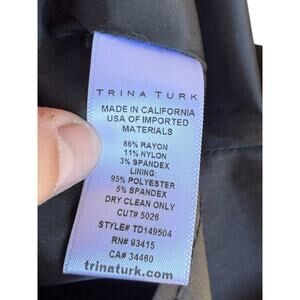 TRINA TURK
MADE IN CALIFORNIA
USA OF IMPORTED
MATERIALS
86% RAYON
11% NYLON
3% SPANDEX
LINING:
95% POLYESTER
5% SPANDEX
DRY CLEAN ONLY
CUT# 5026
STYLE# TD149504
RN# 93415
CA# 34460
trinaturk.com